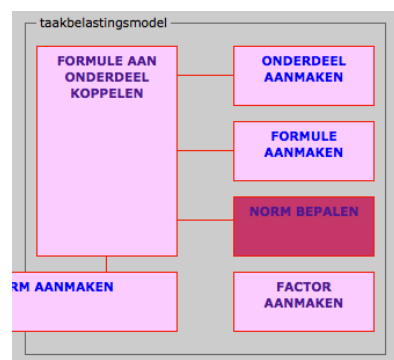 taakbelastingsmodel
FORMULE AAN
ONDERDEEL
KOPPELEN
ONDERDEEL
AANMAKEN
FORMULE
AANMAKEN
NORM BEPALEN
RM AANMAKEN
FACTOR
AANMAKEN